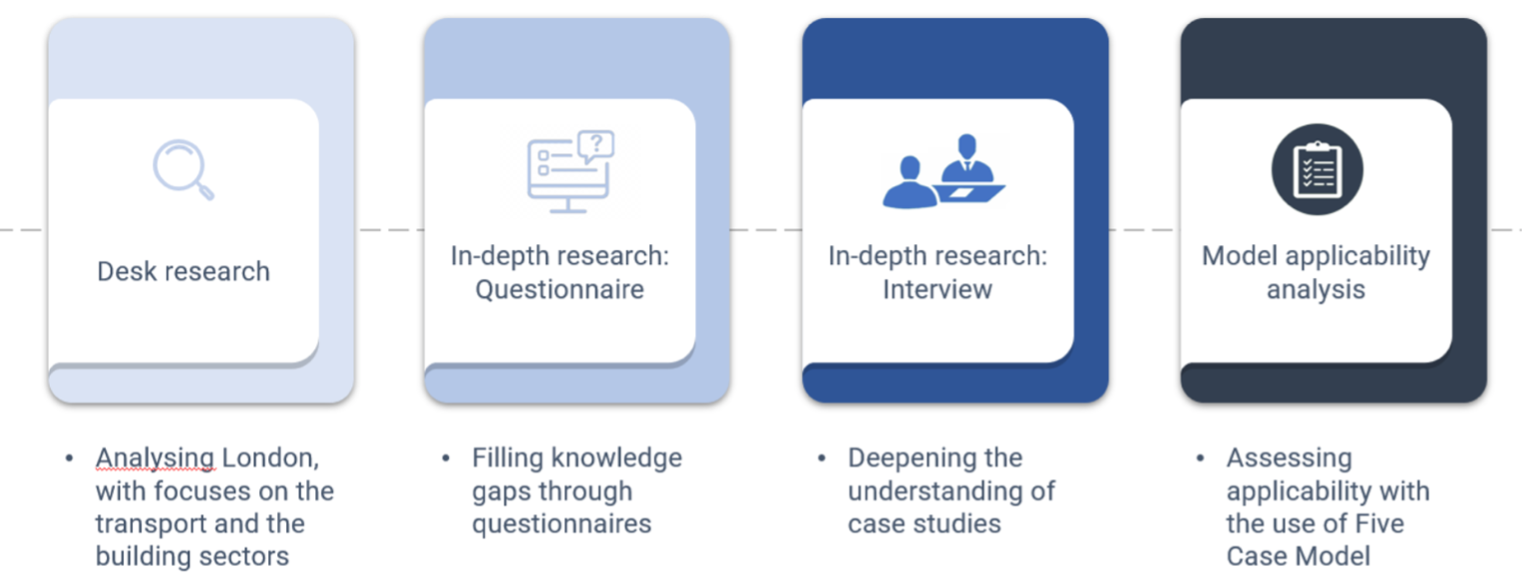 ?
Desk research
In-depth research:
Questionnaire
In-depth research:
Interview
Model applicability
analysis
• Analysing London,
with focuses on the
transport and the
building sectors
• Filling knowledge
gaps through
questionnaires
• Deepening the
understanding of
case studies
• Assessing
applicability with
the use of Five
Case Model